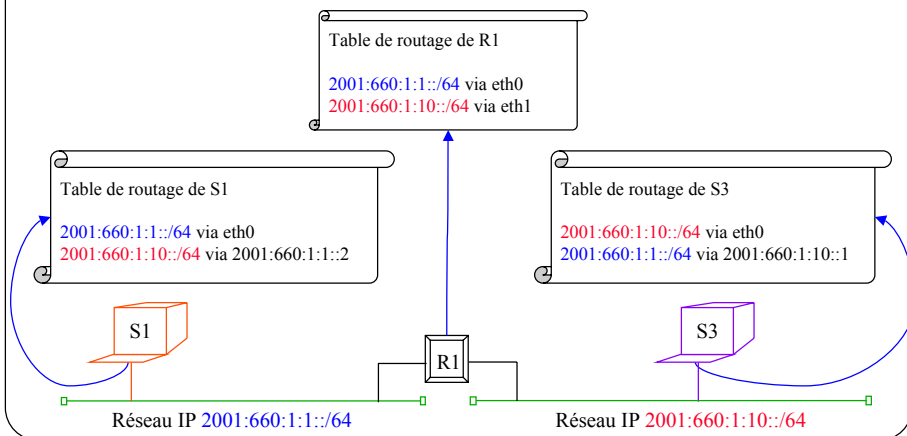 Table de routage de R1
2001:660:1:1::/64 via eth0
2001:660:1:10::/64 via eth1
Table de routage de S1
2001:660:1:1::/64 via eth0
2001:660:1:10::/64 via 2001:660:1:1::2
Table de routage de S3
2001:660:1:10::/64 via eth0
2001:660:1:1::/64 via 2001:660:1:10::1
S1
R1
S3
Réseau IP 2001:660:1:1::/64
Réseau IP 2001:660:1:10::/64